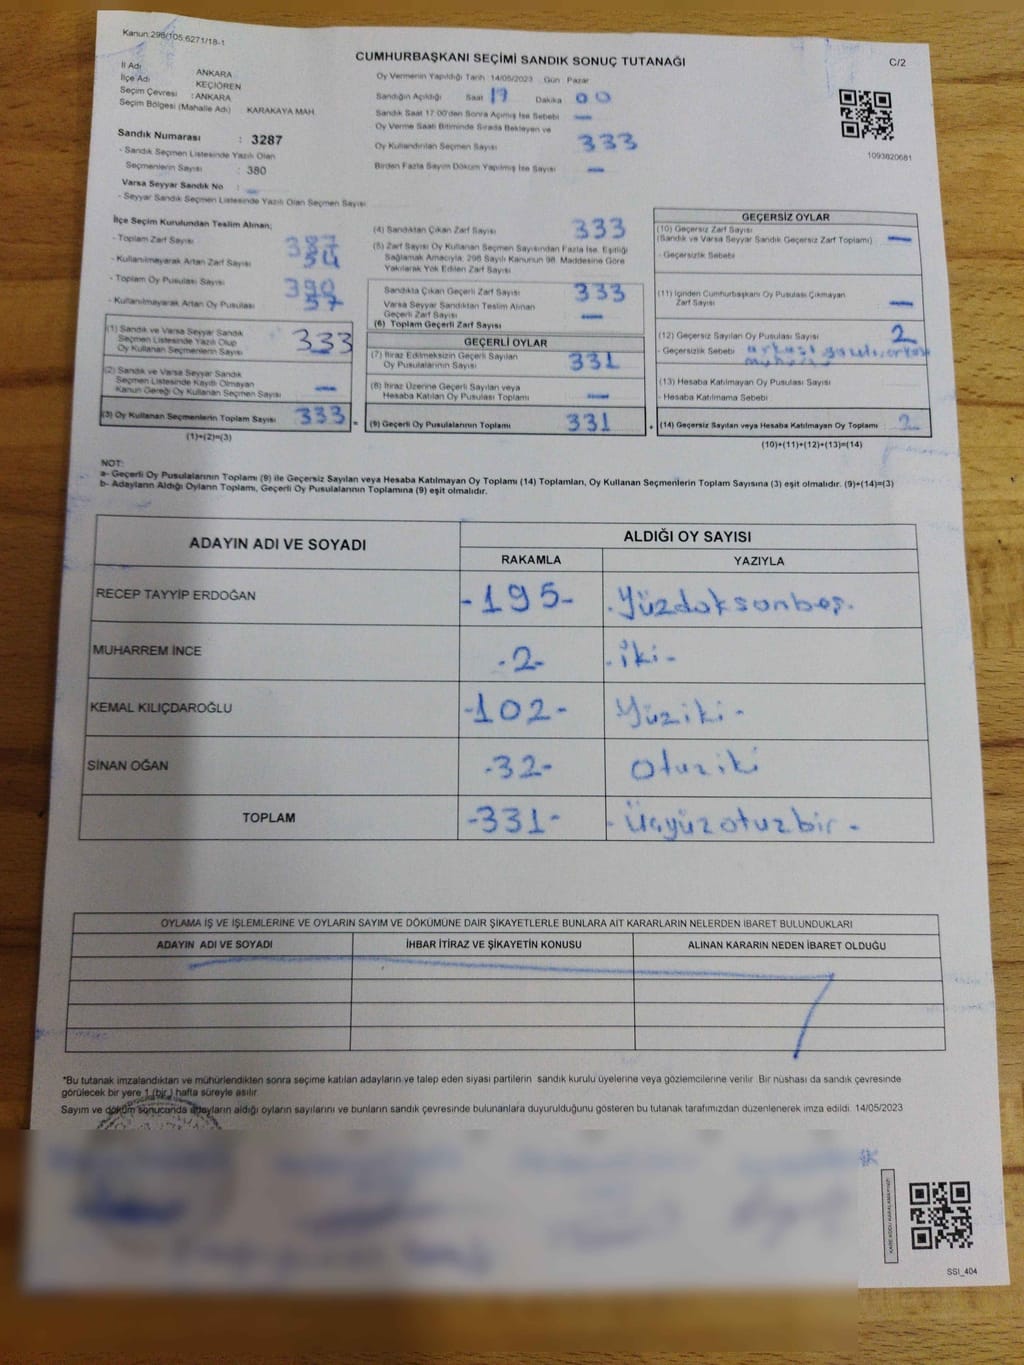 Kanun:298/105:6271/18-1
CUMHURBAŞKANI SEÇİMİ SANDIK SONUÇ TUTANAĞI
C/2
İl Adı ANKARA
İlçe Adı KEÇİÖREN
Seçim Çevresi : ANKARA
Seçim Bölgesi (Mahalle Adı) KARAKAYA MAH
Oy Vermenin Yapıldığı Tarih 14/05/2023 Gün Pazar
Sandığın Açıldığı Saat 17 Dakika 00
Sandık Saat 17:00'den Sonra Açımış İse Sebebi —
Oy Verme Saati Bitiminde Sırada Bekleyen ve
Oy Kullandırılan Seçmen Sayısı 333
Birden Fazla Sayım Döküm Yapılmış İse Sayısı —
1093820681
Sandık Numarası : 3287
- Sandık Seçmen Listesinde Yazılı Olan
Seçmenlerin Sayısı : 380
Varsa Seyyar Sandık No : —
- Seyyar Sandık Seçmen Listesinde Yazılı Olan Seçmen Sayısı
İlçe Seçim Kurulundan Teslim Alınan;
- Toplam Zarf Sayısı 387
- Kullanılmayarak Artan Zarf Sayısı 54
- Toplam Oy Pusulası Sayısı 390
- Kullanılmayarak Artan Oy Pusulası 57
(1) Sandık ve Varsa Seyyar Sandık
Seçmen Listesinde Yazılı Olup
Oy Kullanan Seçmenlerin Sayısı 333
(2) Sandık ve Varsa Seyyar Sandık
Seçmen Listesinde Kayıtlı Olmayan
Kanun Gereği Oy Kullanan Seçmen Sayısı —
(3) Oy Kullanan Seçmenlerin Toplam Sayısı 333
(1)+(2)=(3)
(4) Sandıktan Çıkan Zarf Sayısı 333
(5) Zarf Sayısı Oy Kullanan Seçmen Sayısından Fazla İse, Eşitliği
Sağlamak Amacıyla, 298 Sayılı Kanunun 98. Maddesine Göre
Yakılarak Yok Edilen Zarf Sayısı
Sandıkta Çıkan Geçerli Zarf Sayısı 333
Varsa Seyyar Sandıktan Teslim Alınan
Geçerli Zarf Sayısı —
(6) Toplam Geçerli Zarf Sayısı
GEÇERLİ OYLAR
(7) İtiraz Edilmeksizin Geçerli Sayılan
Oy Pusulalarının Sayısı 331
(8) İtiraz Üzerine Geçerli Sayılan veya
Hesaba Katılan Oy Pusulaları Toplamı —
(9) Geçerli Oy Pusulalarının Toplamı 331
GEÇERSİZ OYLAR
(10) Geçersiz Zarf Sayısı
(Sandık ve Varsa Seyyar Sandık Geçersiz Zarf Toplamı) —
- Geçersizlik Sebebi
(11) İçinden Cumhurbaşkanı Oy Pusulası Çıkmayan
Zarf Sayısı —
(12) Geçersiz Sayılan Oy Pusulası Sayısı 2
- Geçersizlik Sebebi
(13) Hesaba Katılmayan Oy Pusulası Sayısı
- Hesaba Katılmama Sebebi
(14) Geçersiz Sayılan veya Hesaba Katılmayan Oy Toplamı 2
(10)+(11)+(12)+(13)=(14)
NOT:
a- Geçerli Oy Pusulalarının Toplamı (9) ile Geçersiz Sayılan veya Hesaba Katılmayan Oy Toplamı (14) Toplamları, Oy Kullanan Seçmenlerin Toplam Sayısına (3) eşit olmalıdır. (9)+(14)=(3)
b- Adayların Aldığı Oyların Toplamı, Geçerli Oy Pusulalarının Toplamına (9) eşit olmalıdır.
ADAYIN ADI VE SOYADI ALDIĞI OY SAYISI
RAKAMLA YAZIYLA
RECEP TAYYİP ERDOĞAN -195- -Yüzdoksanbeş.
MUHARREM İNCE -2- -iki-
KEMAL KILIÇDAROĞLU -102- Yüziki-
SİNAN OĞAN -32- Otuziki
TOPLAM -331- -Üçyüzotuzbir-
OYLAMA İŞ VE İŞLEMLERİNE VE OYLARIN SAYIM VE DÖKÜMÜNE DAİR ŞİKAYETLERLE BUNLARA AİT KARARLARIN NELERDEN İBARET BULUNDUKLARI
ADAYIN ADI VE SOYADI İHBAR İTİRAZ VE ŞİKAYETİN KONUSU ALINAN KARARIN NEDEN İBARET OLDUĞU
*Bu tutanak imzalandıktan ve mühürlendikten sonra seçime katılan adayların ve talep eden siyasi partilerin sandık kurulu üyelerine veya gözlemcilerine verilir. Bir nüshası da sandık çevresinde
görülecek bir yere 1 (bir) hafta süreyle asılır
Sayım ve döküm sonucunda adayların aldığı oyların sayılarını ve bunların sandık çevresinde bulunanlara duyurulduğunu gösteren bu tutanak tarafımızdan düzenlenerek imza edildi. 14/05/2023
SSI_404